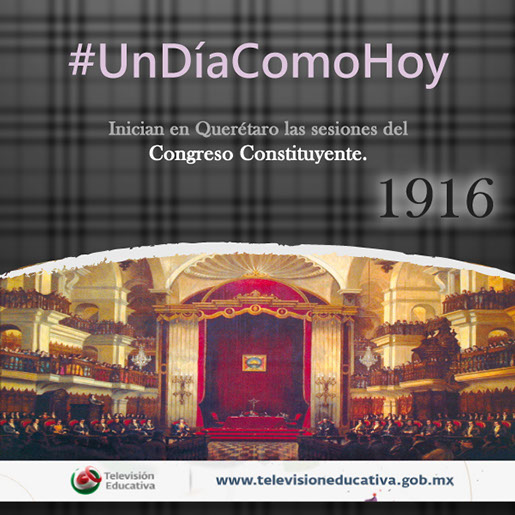 #UnDíaComoHoy
Inician en Querétaro las sesiones del
Congreso Constituyente.
1916
Televisión
Educativa
www.televisioneducativa.gob.mx